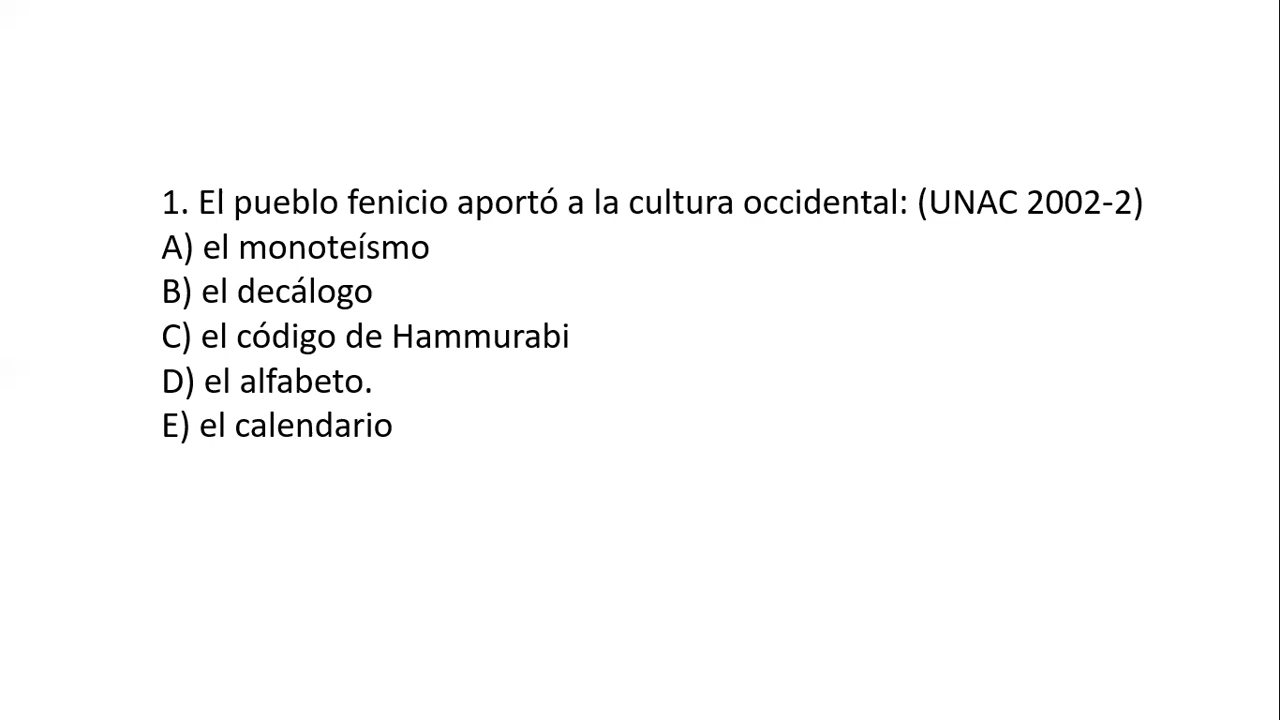 1. El pueblo fenicio aportó a la cultura occidental: (UNAC 2002-2)
A) el monoteísmo
B) el decálogo
C) el código de Hammurabi
D) el alfabeto.
E) el calendario